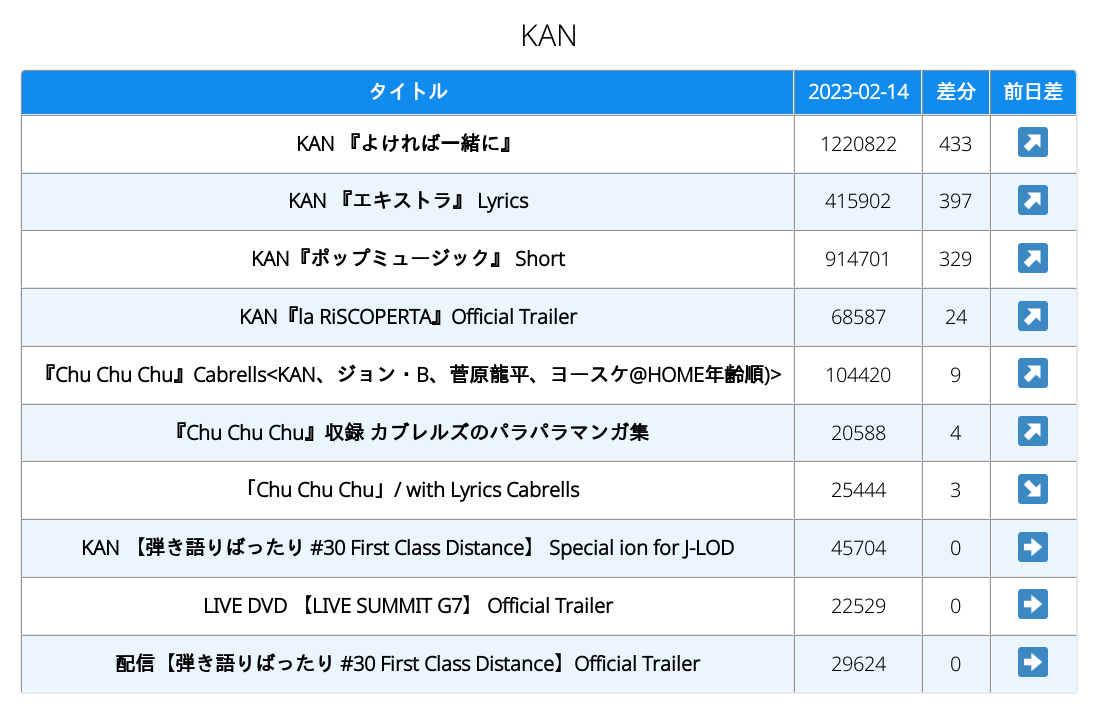 KAN
タイトル 2023-02-14 差分 前日差
KAN 『よければ一緒に』 1220822 433 ↗
KAN 『エキストラ』 Lyrics 415902 397 ↗
KAN『ポップミュージック』 Short 914701 329 ↗
KAN『la RiSCOPERTA』Official Trailer 68587 24 ↗
『Chu Chu Chu』Cabrells<KAN、ジョン・B、菅原龍平、ヨースケ@HOME年齢順)> 104420 9 ↗
『Chu Chu Chu』収録 カブレルズのパラパラマンガ集 20588 4 ↗
「Chu Chu Chu」/ with Lyrics Cabrells 25444 3 ↘
KAN 【弾き語りばったり #30 First Class Distance】 Special ion for J-LOD 45704 0 ➡
LIVE DVD 【LIVE SUMMIT G7】 Official Trailer 22529 0 ➡
配信【弾き語りばったり #30 First Class Distance】Official Trailer 29624 0 ➡